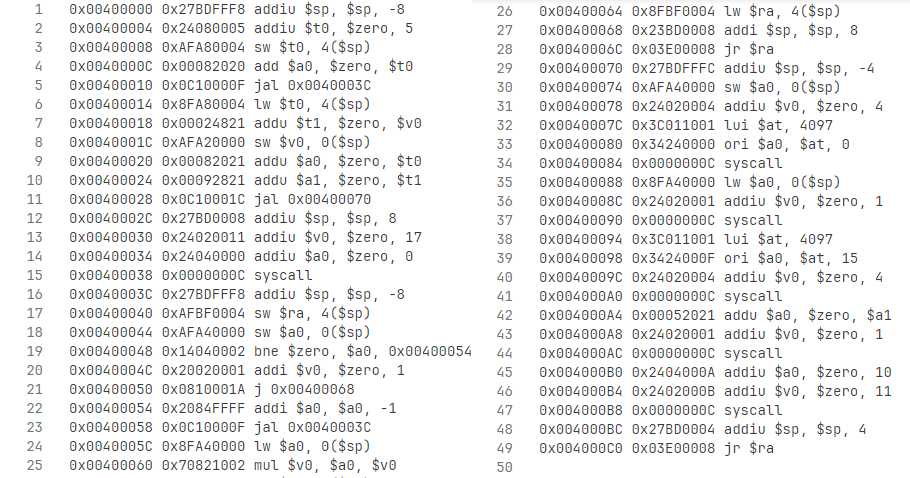 1 0x00400000 0x27BDFFF8 addiu $sp, $sp, -8
2 0x00400004 0x24080005 addiu $t0, $zero, 5
3 0x00400008 0xAFA80004 sw $t0, 4($sp)
4 0x0040000C 0x00082020 add $a0, $zero, $t0
5 0x00400010 0x0C10000F jal 0x0040003C
6 0x00400014 0x8FA80004 lw $t0, 4($sp)
7 0x00400018 0x00024821 addu $t1, $zero, $v0
8 0x0040001C 0xAFA20000 sw $v0, 0($sp)
9 0x00400020 0x00082021 addu $a0, $zero, $t0
10 0x00400024 0x00092821 addu $a1, $zero, $t1
11 0x00400028 0x0C10001C jal 0x00400070
12 0x0040002C 0x27BD0008 addiu $sp, $sp, 8
13 0x00400030 0x24020011 addiu $v0, $zero, 17
14 0x00400034 0x24040000 addiu $a0, $zero, 0
15 0x00400038 0x0000000C syscall
16 0x0040003C 0x27BDFFF8 addiu $sp, $sp, -8
17 0x00400040 0xAFBF0004 sw $ra, 4($sp)
18 0x00400044 0xAFA40000 sw $a0, 0($sp)
19 0x00400048 0x14040002 bne $zero, $a0, 0x00400054
20 0x0040004C 0x20020001 addi $v0, $zero, 1
21 0x00400050 0x0810001A j 0x00400068
22 0x00400054 0x2084FFFF addi $a0, $a0, -1
23 0x00400058 0x0C10000F jal 0x0040003C
24 0x0040005C 0x8FA40000 lw $a0, 0($sp)
25 0x00400060 0x70821002 mul $v0, $a0, $v0
26 0x00400064 0x8FBF0004 lw $ra, 4($sp)
27 0x00400068 0x23BD0008 addi $sp, $sp, 8
28 0x0040006C 0x03E00008 jr $ra
29 0x00400070 0x27BDFFFC addiu $sp, $sp, -4
30 0x00400074 0xAFA40000 sw $a0, 0($sp)
31 0x00400078 0x24020004 addiu $v0, $zero, 4
32 0x0040007C 0x3C011001 lui $at, 4097
33 0x00400080 0x34240000 ori $a0, $at, 0
34 0x00400084 0x0000000C syscall
35 0x00400088 0x8FA40000 lw $a0, 0($sp)
36 0x0040008C 0x24020001 addiu $v0, $zero, 1
37 0x00400090 0x0000000C syscall
38 0x00400094 0x3C011001 lui $at, 4097
39 0x00400098 0x3424000F ori $a0, $at, 15
40 0x0040009C 0x24020004 addiu $v0, $zero, 4
41 0x004000A0 0x0000000C syscall
42 0x004000A4 0x00052021 addu $a0, $zero, $a1
43 0x004000A8 0x24020001 addiu $v0, $zero, 1
44 0x004000AC 0x0000000C syscall
45 0x004000B0 0x2404000A addiu $a0, $zero, 10
46 0x004000B4 0x2402000B addiu $v0, $zero, 11
47 0x004000B8 0x0000000C syscall
48 0x004000BC 0x27BD0004 addiu $sp, $sp, 4
49 0x004000C0 0x03E00008 jr $ra
50